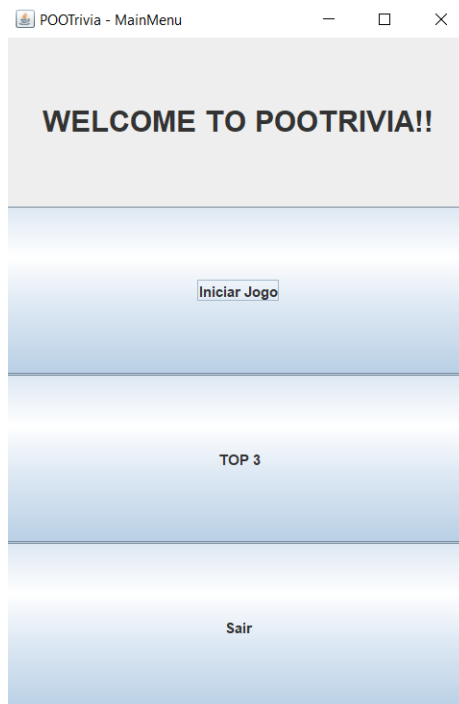 POOTrivia - MainMenu
WELCOME TO POOTRIVIA!!
Iniciar Jogo
TOP 3
Sair